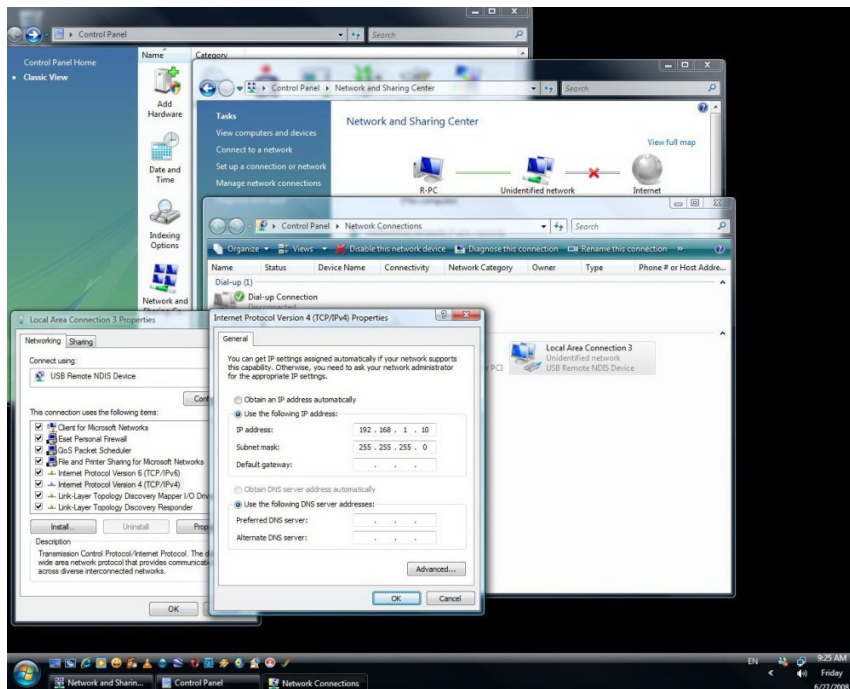 Control Panel
Search
Control Panel Home
Classic View
Name
Category
Add
Hardware
Date and
Time
Indexing
Options
Network and
Control Panel
Network and Sharing Center
Search
Tasks
View computers and devices
Connect to a network
Set up a connection or network
Manage network connections
Network and Sharing Center
View full map
R-PC
Unidentified network
Internet
Control Panel
Network Connections
Search
Organize
Views
Disable this network device
Diagnose this connection
Rename this connection
»
Name
Status
Device Name
Connectivity
Network Category
Owner
Type
Phone # or Host Addre...
Dial-up (1)
Dial-up Connection
Disconnected
PCI
Local Area Connection 3
Unidentified network
USB Remote NDIS Device
Local Area Connection 3 Properties
Networking
Sharing
Connect using:
USB Remote NDIS Device
This connection uses the following items:
Client for Microsoft Networks
Eset Personal Firewall
QoS Packet Scheduler
File and Printer Sharing for Microsoft Networks
Internet Protocol Version 6 (TCP/IPv6)
Internet Protocol Version 4 (TCP/IPv4)
Link-Layer Topology Discovery Mapper I/O
Link-Layer Topology Discovery Responder
Install...
Uninstall
Description
Transmission Control Protocol/Internet Protocol. The
wide area network protocol that provides
across diverse interconnected networks.
OK
Internet Protocol Version 4 (TCP/IPv4) Properties
General
You can get IP settings assigned automatically if your network supports
this capability. Otherwise, you need to ask your network administrator
for the appropriate IP settings.
Obtain an IP address automatically
Use the following IP address:
IP address:
192 . 168 . 1 . 10
Subnet mask:
255 . 255 . 255 . 0
Default gateway:
Obtain DNS server address automatically
Use the following DNS server addresses:
Preferred DNS server:
Alternate DNS server:
Advanced...
OK
Cancel
Network and Sharin...
Control Panel
Network Connections
EN
9:25 AM
Friday
6/27/2008